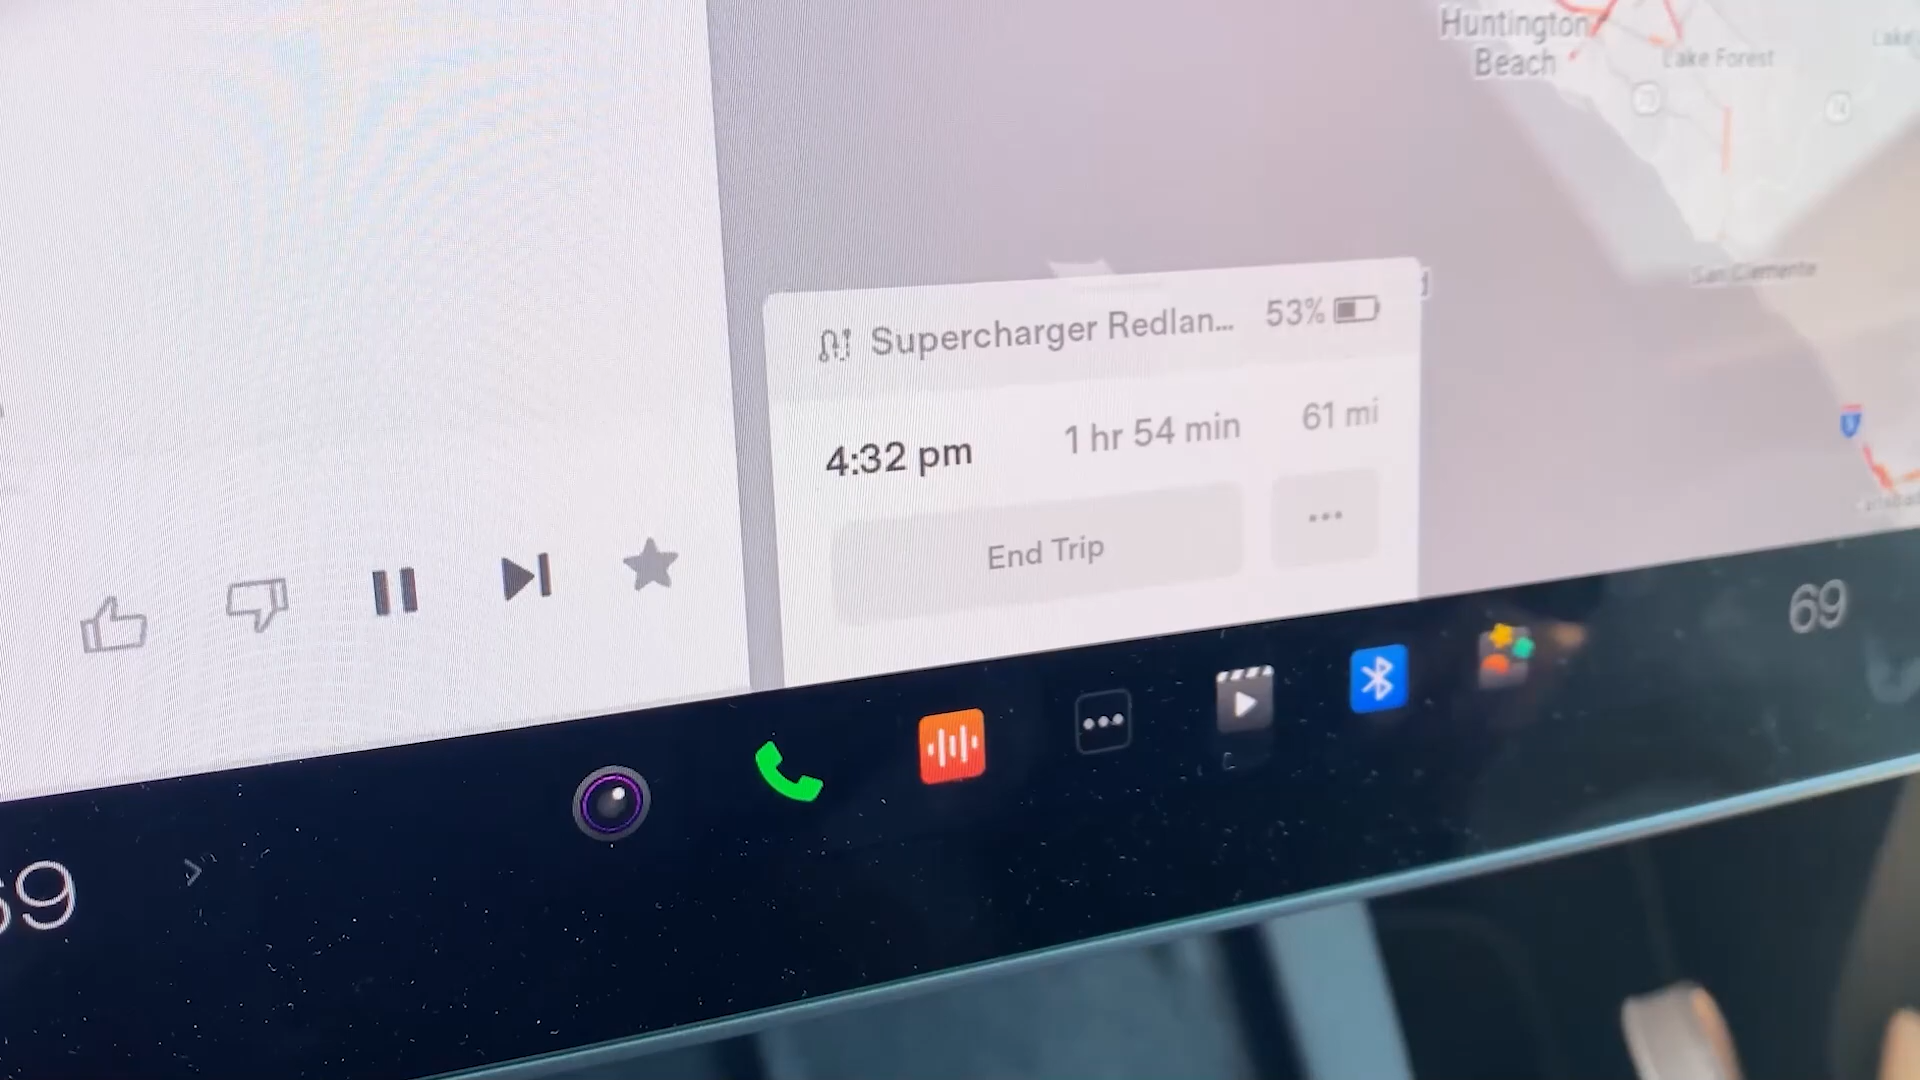 Huntington
Beach
Lake Forest
Lake
San Clemente
Supercharger Redlan...
53%
4:32 pm
1 hr 54 min
61 mi
End Trip
69
69